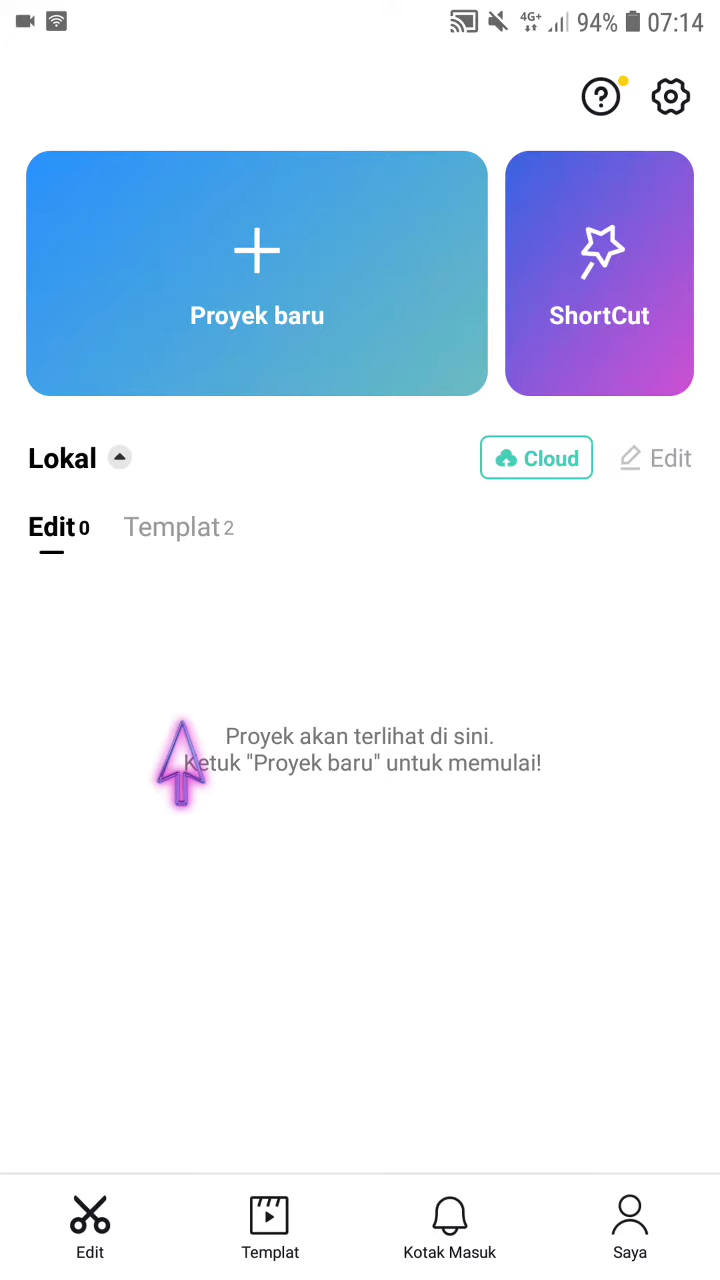 4G+ 94% 07:14
Proyek baru
ShortCut
Lokal
Cloud
Edit
Edit 0
Templat 2
Proyek akan terlihat di sini.
Ketuk "Proyek baru" untuk memulai!
Edit
Templat
Kotak Masuk
Saya